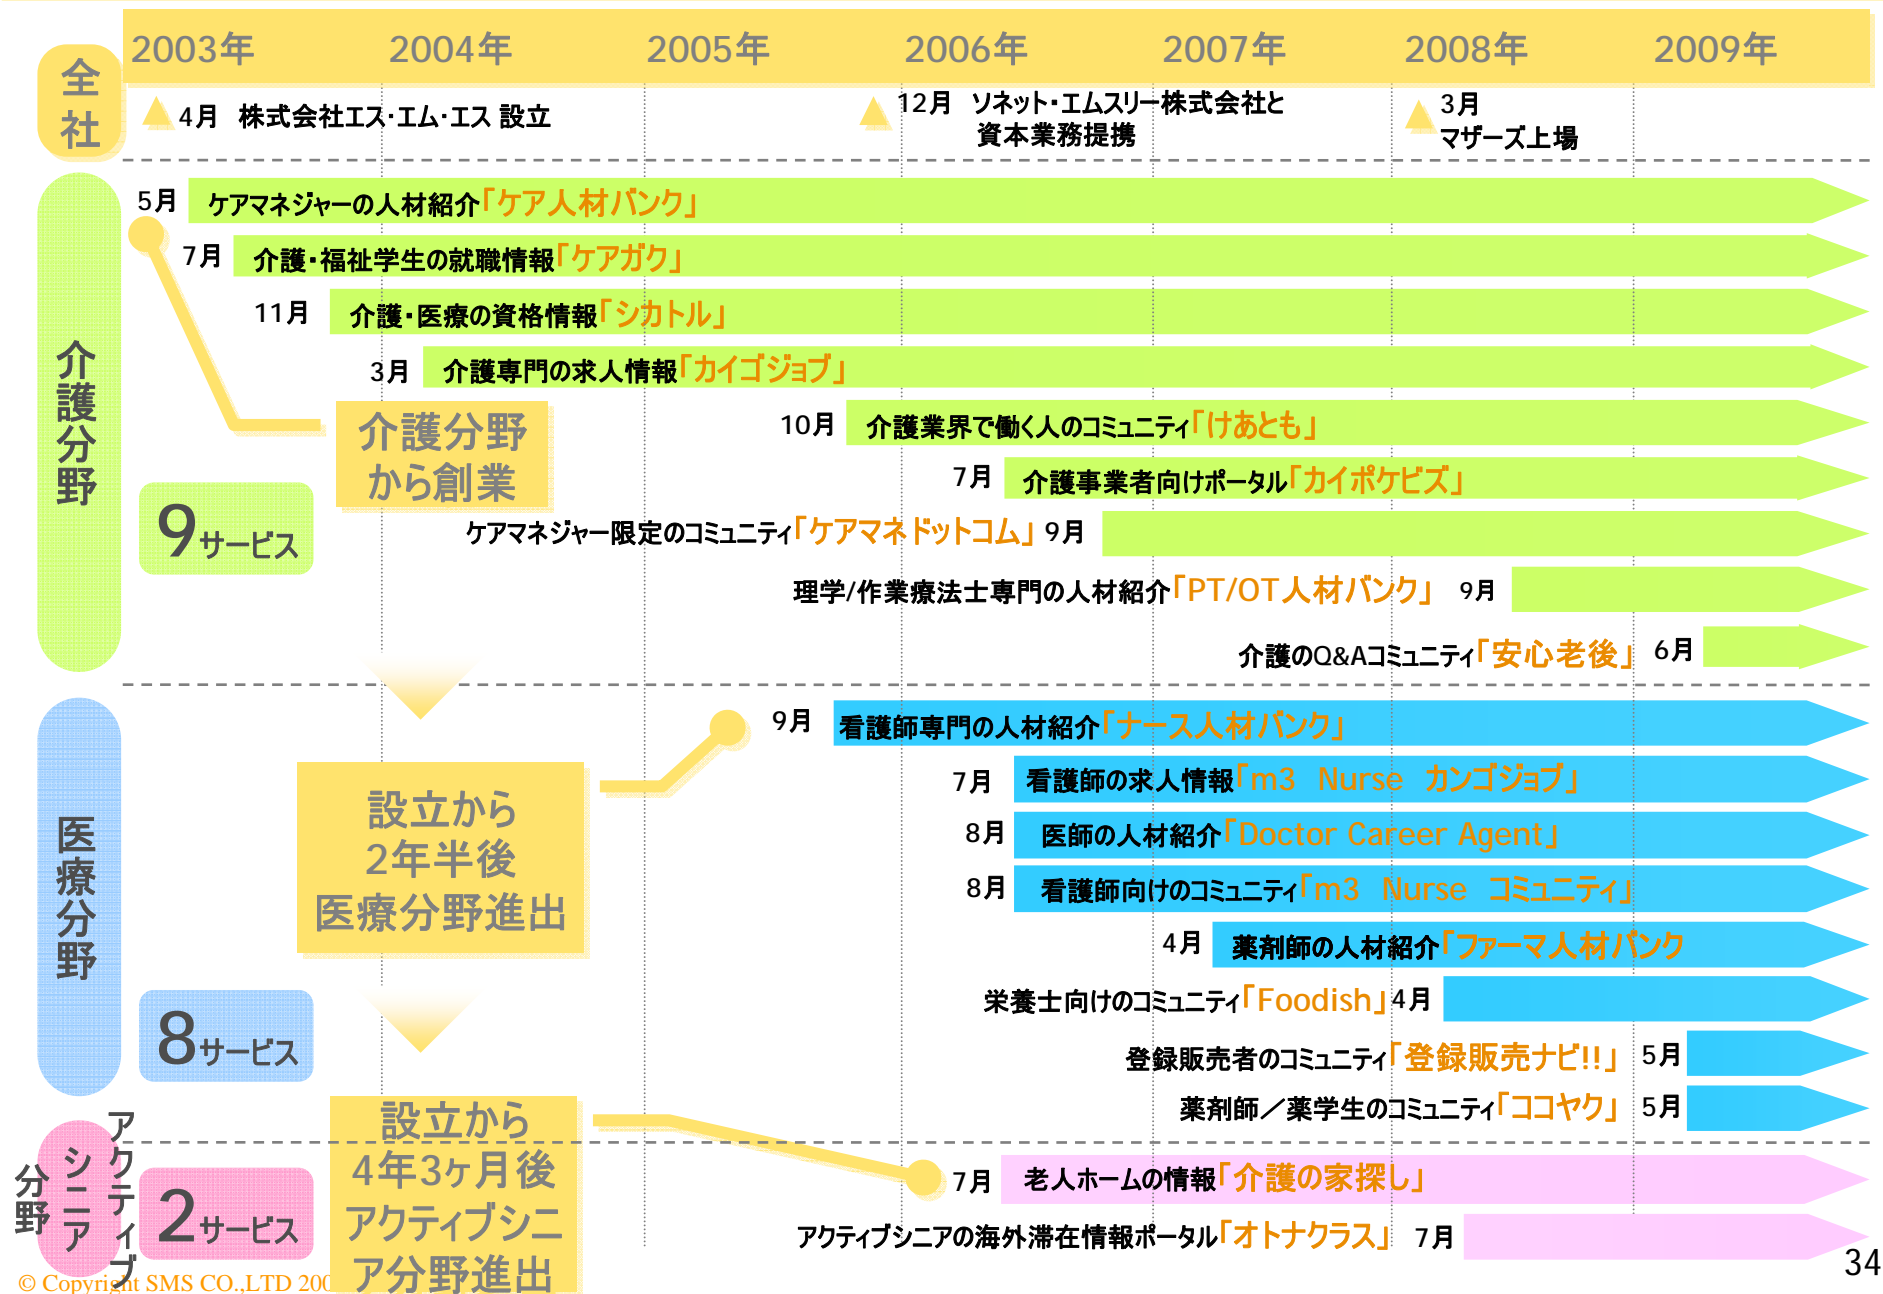 2003年 2004年 2005年 2006年 2007年 2008年 2009年
全社
4月 株式会社エス・エム・エス 設立
12月 ソネット・エムスリー株式会社と
資本業務提携
3月
マザーズ上場
介護分野
5月 ケアマネジャーの人材紹介「ケア人材バンク」
7月 介護・福祉学生の就職情報「ケアガク」
11月 介護・医療の資格情報「シカトル」
3月 介護専門の求人情報「カイゴジョブ」
介護分野
から創業
10月 介護業界で働く人のコミュニティ「けあとも」
7月 介護事業者向けポータル「カイポケビズ」
9サービス
ケアマネジャー限定のコミュニティ「ケアマネドットコム」 9月
理学/作業療法士専門の人材紹介「PT/OT人材バンク」 9月
介護のQ&Aコミュニティ「安心老後」 6月
医療分野
9月 看護師専門の人材紹介「ナース人材バンク」
7月 看護師の求人情報「m3 Nurse カンゴジョブ」
設立から
2年半後
医療分野進出
8月 医師の人材紹介「Doctor Career Agent」
8月 看護師向けのコミュニティ「m3 Nurse コミュニティ」
4月 薬剤師の人材紹介「ファーマ人材バンク
8サービス
栄養士向けのコミュニティ「Foodish」4月
登録販売者のコミュニティ「登録販売ナビ!!」 5月
薬剤師／薬学生のコミュニティ「ココヤク」 5月
アクティブ
シニア
分野
2サービス
設立から
4年3ヶ月後
アクティブシニ
ア分野進出
7月 老人ホームの情報「介護の家探し」
アクティブシニアの海外滞在情報ポータル「オトナクラス」 7月
© Copyright SMS CO.,LTD 200
34